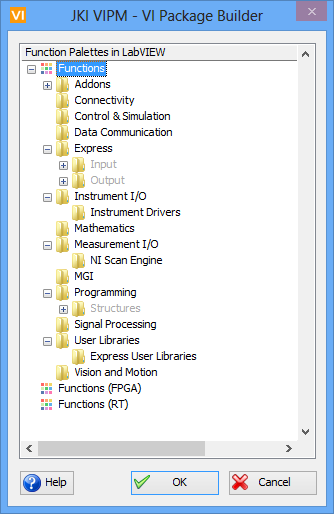 VI JKI VIPM - VI Package Builder
Function Palettes in LabVIEW
Functions
Addons
Connectivity
Control & Simulation
Data Communication
Express
Input
Output
Instrument I/O
Instrument Drivers
Mathematics
Measurement I/O
NI Scan Engine
MGI
Programming
Structures
Signal Processing
User Libraries
Express User Libraries
Vision and Motion
Functions (FPGA)
Functions (RT)
? Help OK Cancel